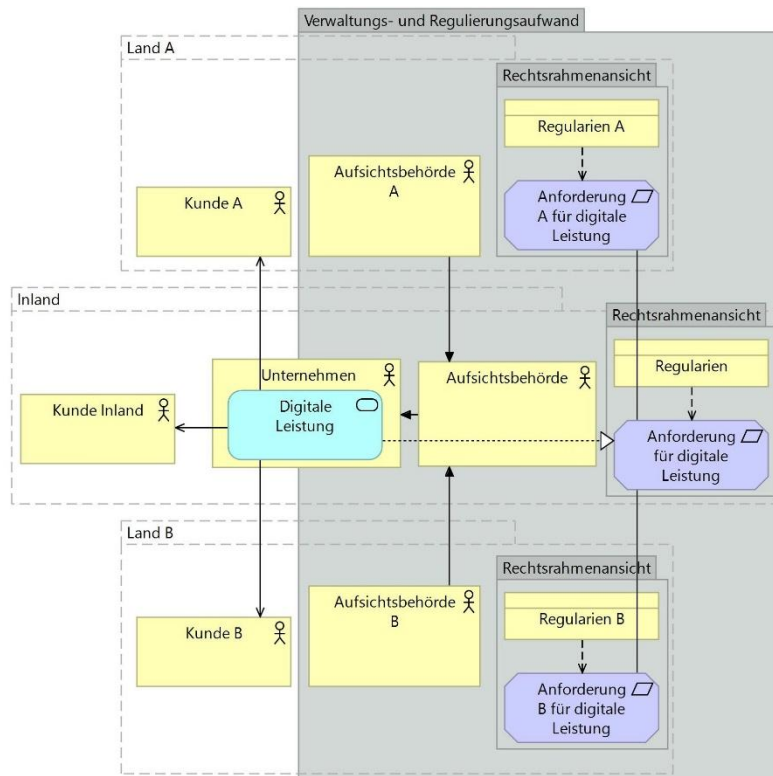 Verwaltungs- und Regulierungsaufwand
Land A
Rechtsrahmenansicht
Regularien A
Aufsichtsbehörde
A
Kunde A
Anforderung
A für digitale
Leistung
Inland
Rechtsrahmenansicht
Unternehmen
Aufsichtsbehörde
Regularien
Kunde Inland
Digitale
Leistung
Anforderung
für digitale
Leistung
Land B
Rechtsrahmenansicht
Aufsichtsbehörde
B
Regularien B
Kunde B
Anforderung
B für digitale
Leistung